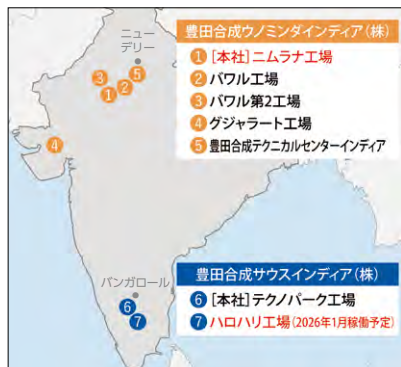 ニュー
デリー
3
1
2
5
4
豊田合成ウノミンダインディア(株)
1 [本社]ニムラナ工場
2 バワル工場
3 バワル第2工場
4 グジャラート工場
5 豊田合成テクニカルセンターインディア
バンガロール
6
7
豊田合成サウスインディア(株)
6 [本社]テクノパーク工場
7 ハロハリ工場(2026年1月稼働予定)